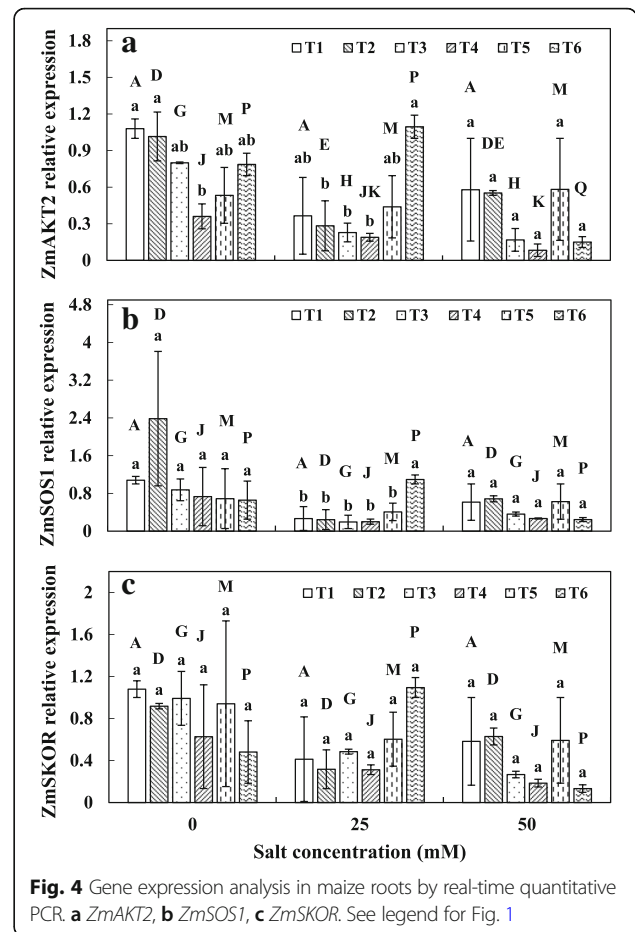 a
T1 T2 T3 T4 T5 T6
ZmAKT2 relative expression
1.8
1.5
1.2
0.9
0.6
0.3
0
A D G J M P
a a ab b ab ab
A E H JK M P
ab b b b ab a
A DE H K M Q
a a a a a a
b
T1 T2 T3 T4 T5 T6
ZmSOS1 relative expression
4.8
4
3.2
2.4
1.6
0.8
0
A D G J M P
a a a a a a
A D G J M P
b b b b b a
A D G J M P
a a a a a a
c
T1 T2 T3 T4 T5 T6
ZmSKOR relative expression
2
1.6
1.2
0.8
0.4
0
A D G J M P
a a a a a a
A D G J M P
a a a a a a
A D G J M P
a a a a a a
0 25 50
Salt concentration (mM)
Fig. 4 Gene expression analysis in maize roots by real-time quantitative
PCR. a ZmAKT2, b ZmSOS1, c ZmSKOR. See legend for Fig. 1